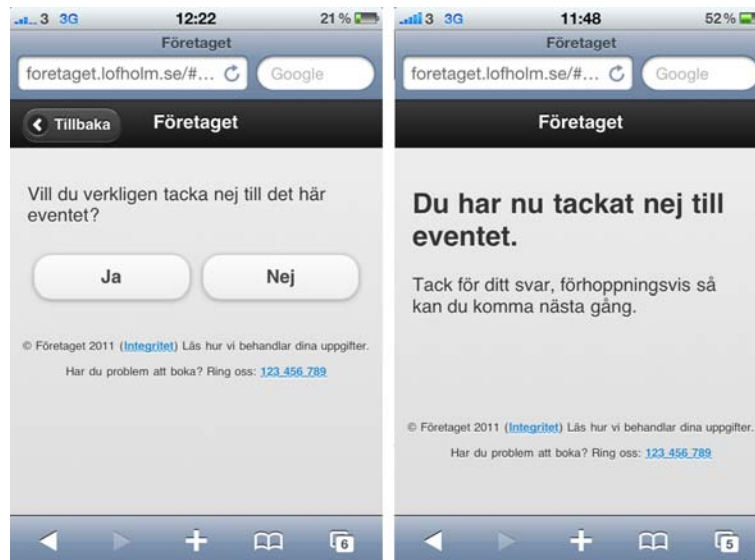 3 3G 12:22 21 %
Företaget
foretaget.lofholm.se/#... Google
Tillbaka Företaget
Vill du verkligen tacka nej till det här
eventet?
Ja Nej
© Företaget 2011 (Integritet) Läs hur vi behandlar dina uppgifter.
Har du problem att boka? Ring oss: 123 456 789
6
3 3G 11:48 52 %
Företaget
foretaget.lofholm.se/#... Google
Företaget
Du har nu tackat nej till
eventet.
Tack för ditt svar, förhoppningsvis så
kan du komma nästa gång.
© Företaget 2011 (Integritet) Läs hur vi behandlar dina uppgifter.
Har du problem att boka? Ring oss: 123 456 789
5